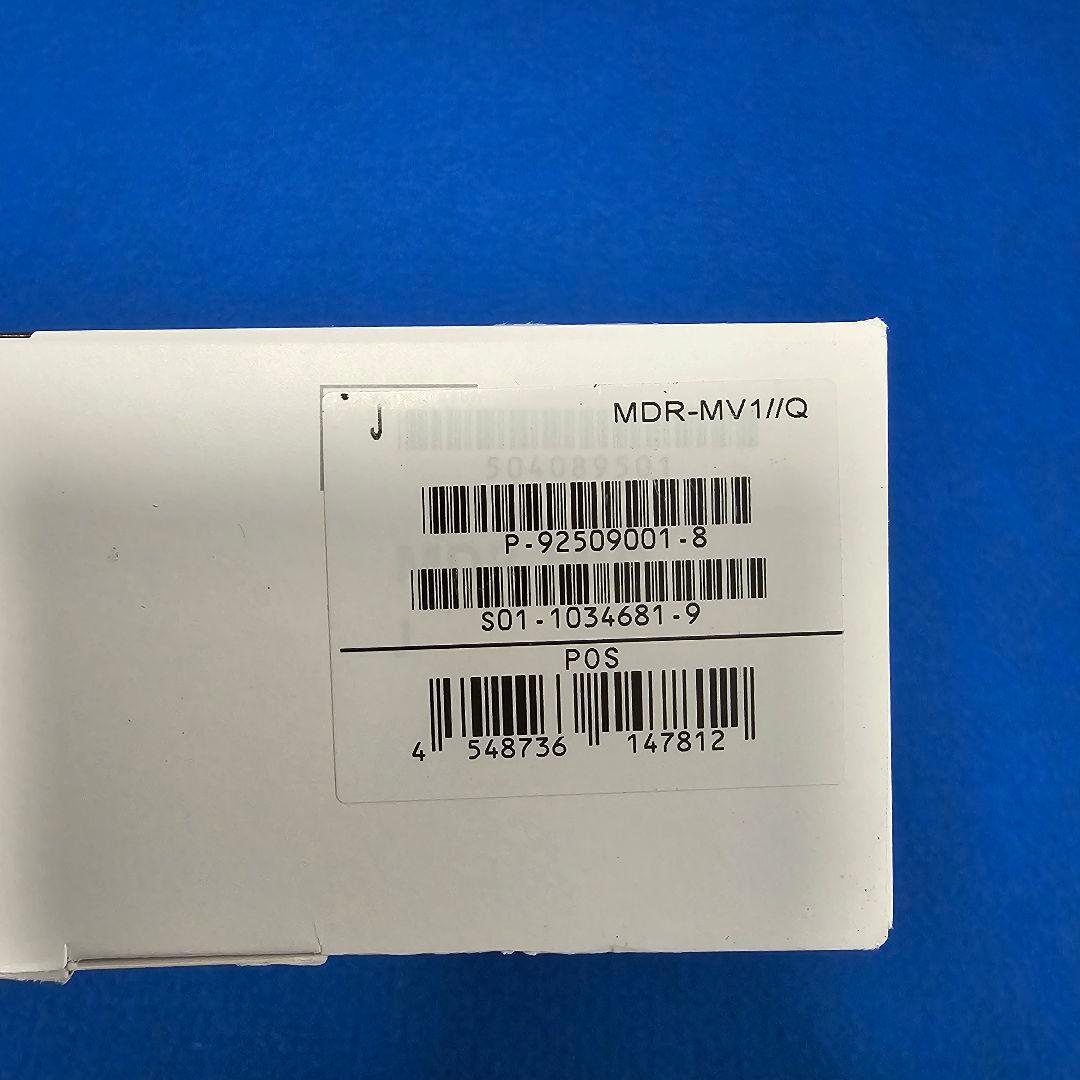 J MDR-MV1//Q
504089501
P-92509001-8
S01-1034681-9
POS
4 548736 147812